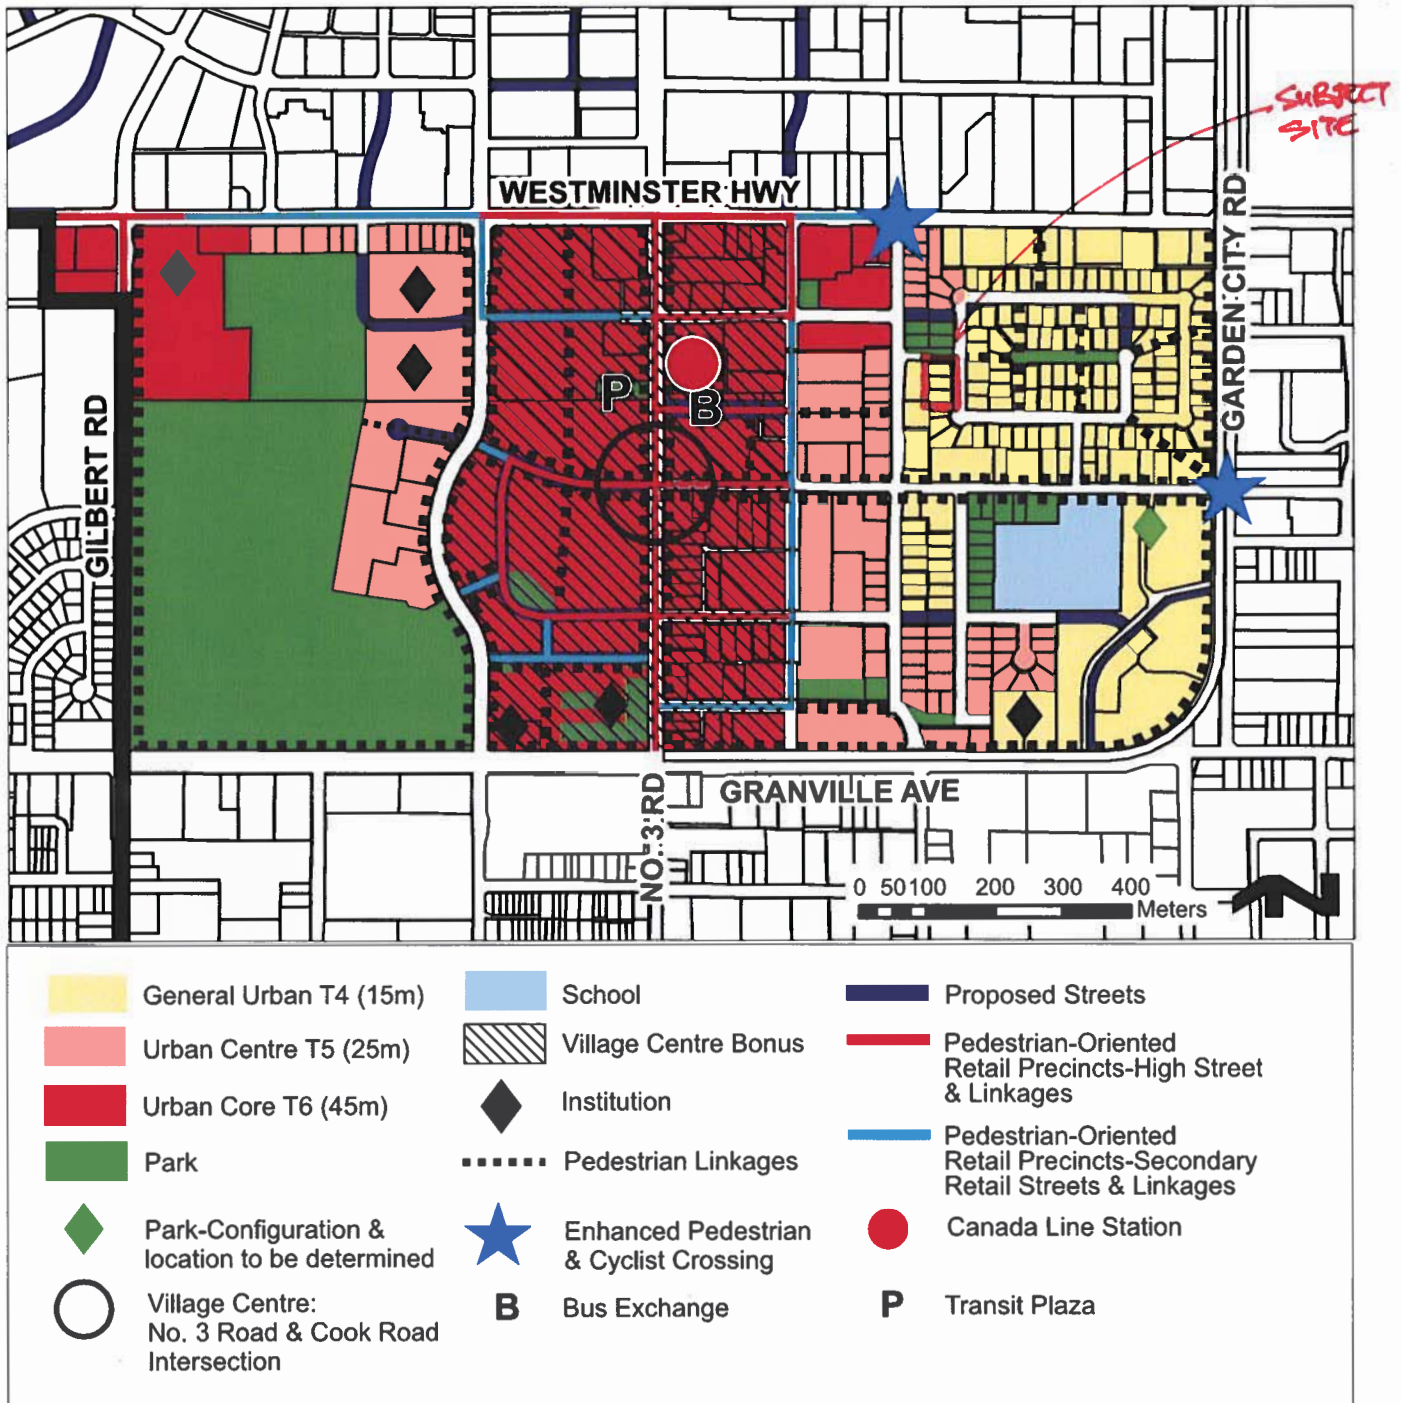 SUBJECT
SITE
WESTMINSTER HWY
GARDEN CITY RD
GILBERT RD
P
B
NO. 3 RD
GRANVILLE AVE
0 50 100 200 300 400
Meters
General Urban T4 (15m)
Urban Centre T5 (25m)
Urban Core T6 (45m)
Park
Park-Configuration &
location to be determined
Village Centre:
No. 3 Road & Cook Road
Intersection
School
Village Centre Bonus
Institution
Pedestrian Linkages
Enhanced Pedestrian
& Cyclist Crossing
B Bus Exchange
Proposed Streets
Pedestrian-Oriented
Retail Precincts-High Street
& Linkages
Pedestrian-Oriented
Retail Precincts-Secondary
Retail Streets & Linkages
Canada Line Station
P Transit Plaza